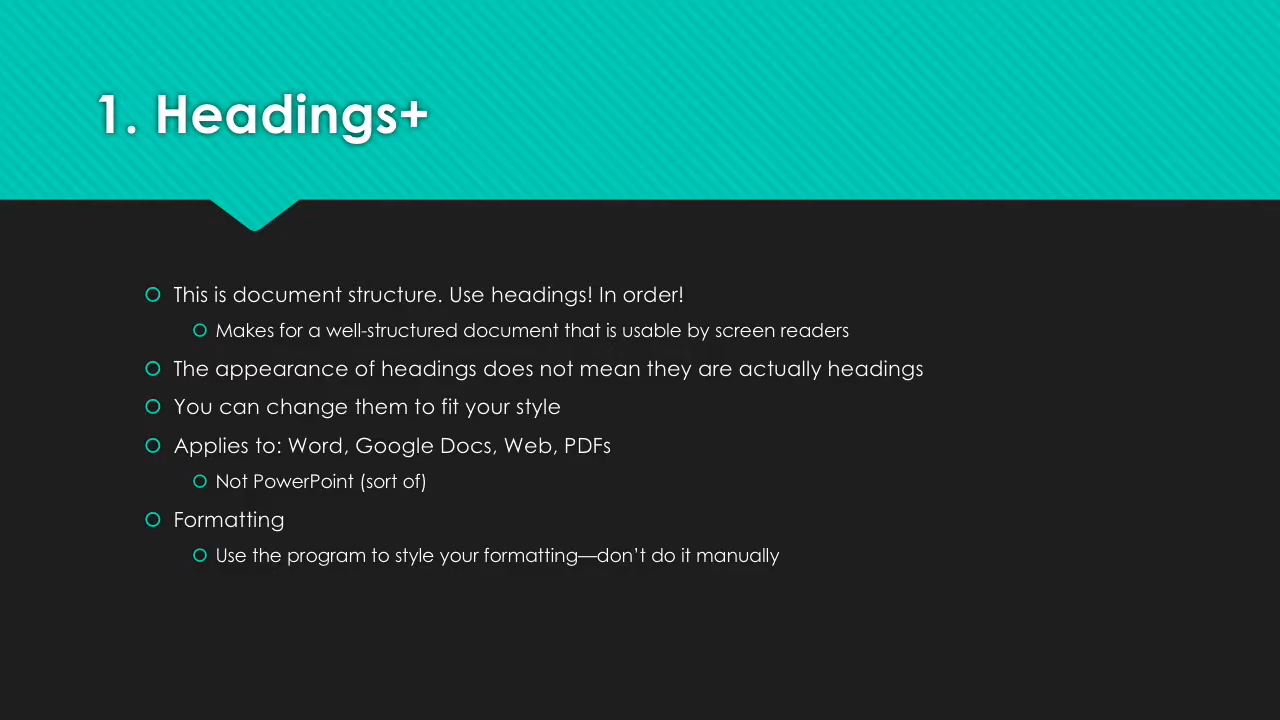 1. Headings+
This is document structure. Use headings! In order!
Makes for a well-structured document that is usable by screen readers
The appearance of headings does not mean they are actually headings
You can change them to fit your style
Applies to: Word, Google Docs, Web, PDFs
Not PowerPoint (sort of)
Formatting
Use the program to style your formatting—don’t do it manually